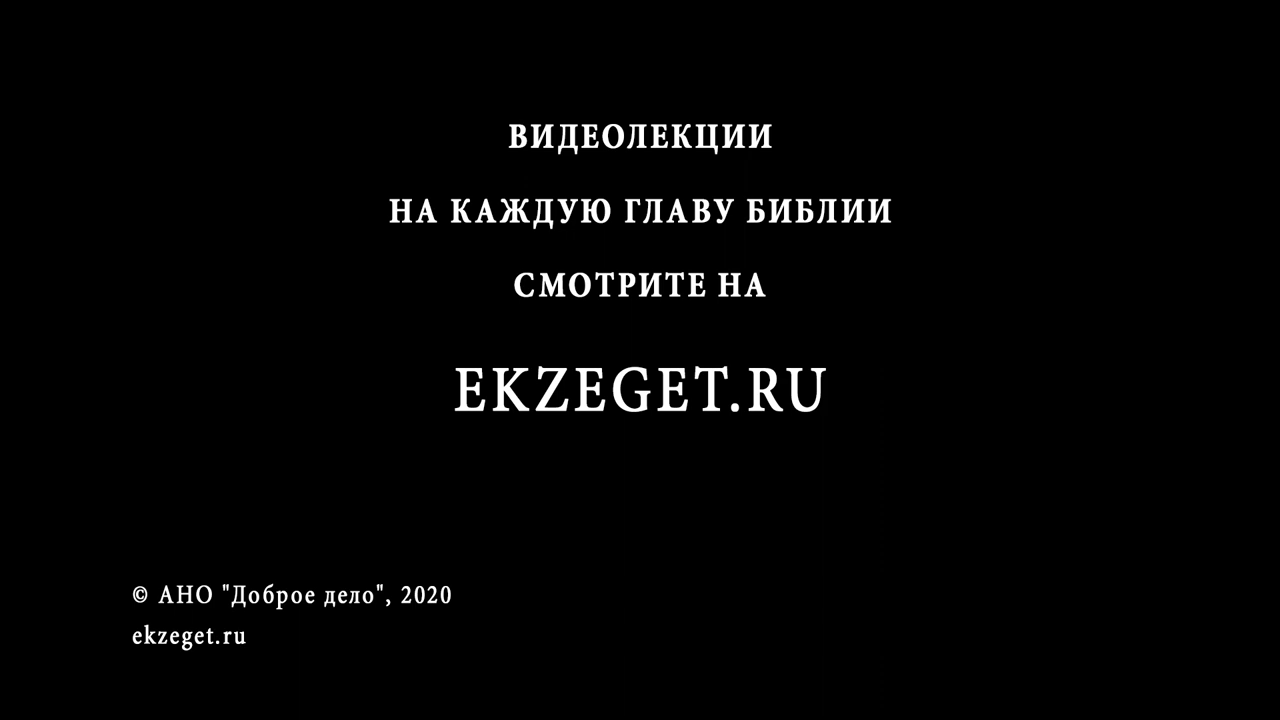 ВИДЕОЛЕКЦИИ
НА КАЖДУЮ ГЛАВУ БИБЛИИ
СМОТРИТЕ НА
EKZEGET.RU
© АНО "Доброе дело", 2020
ekzeget.ru